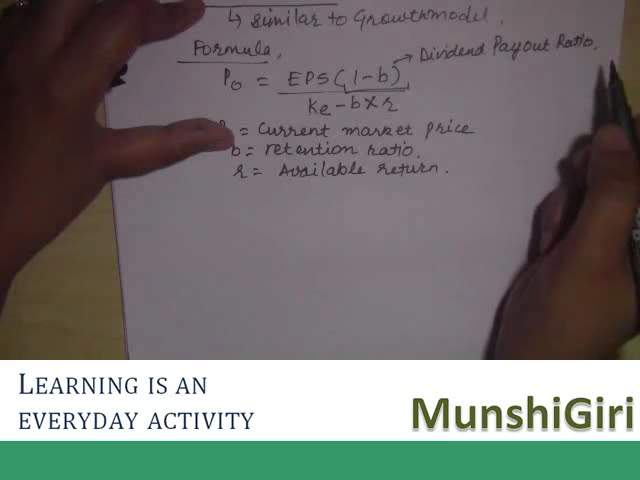 ↳ similar to Growth model.
Formula,
P₀ = EPS(1-b) → Dividend Payout Ratio.
Ke - b × r
= Current market price
b = retention ratio.
r = Available return.
LEARNING IS AN
EVERYDAY ACTIVITY
MunshiGiri